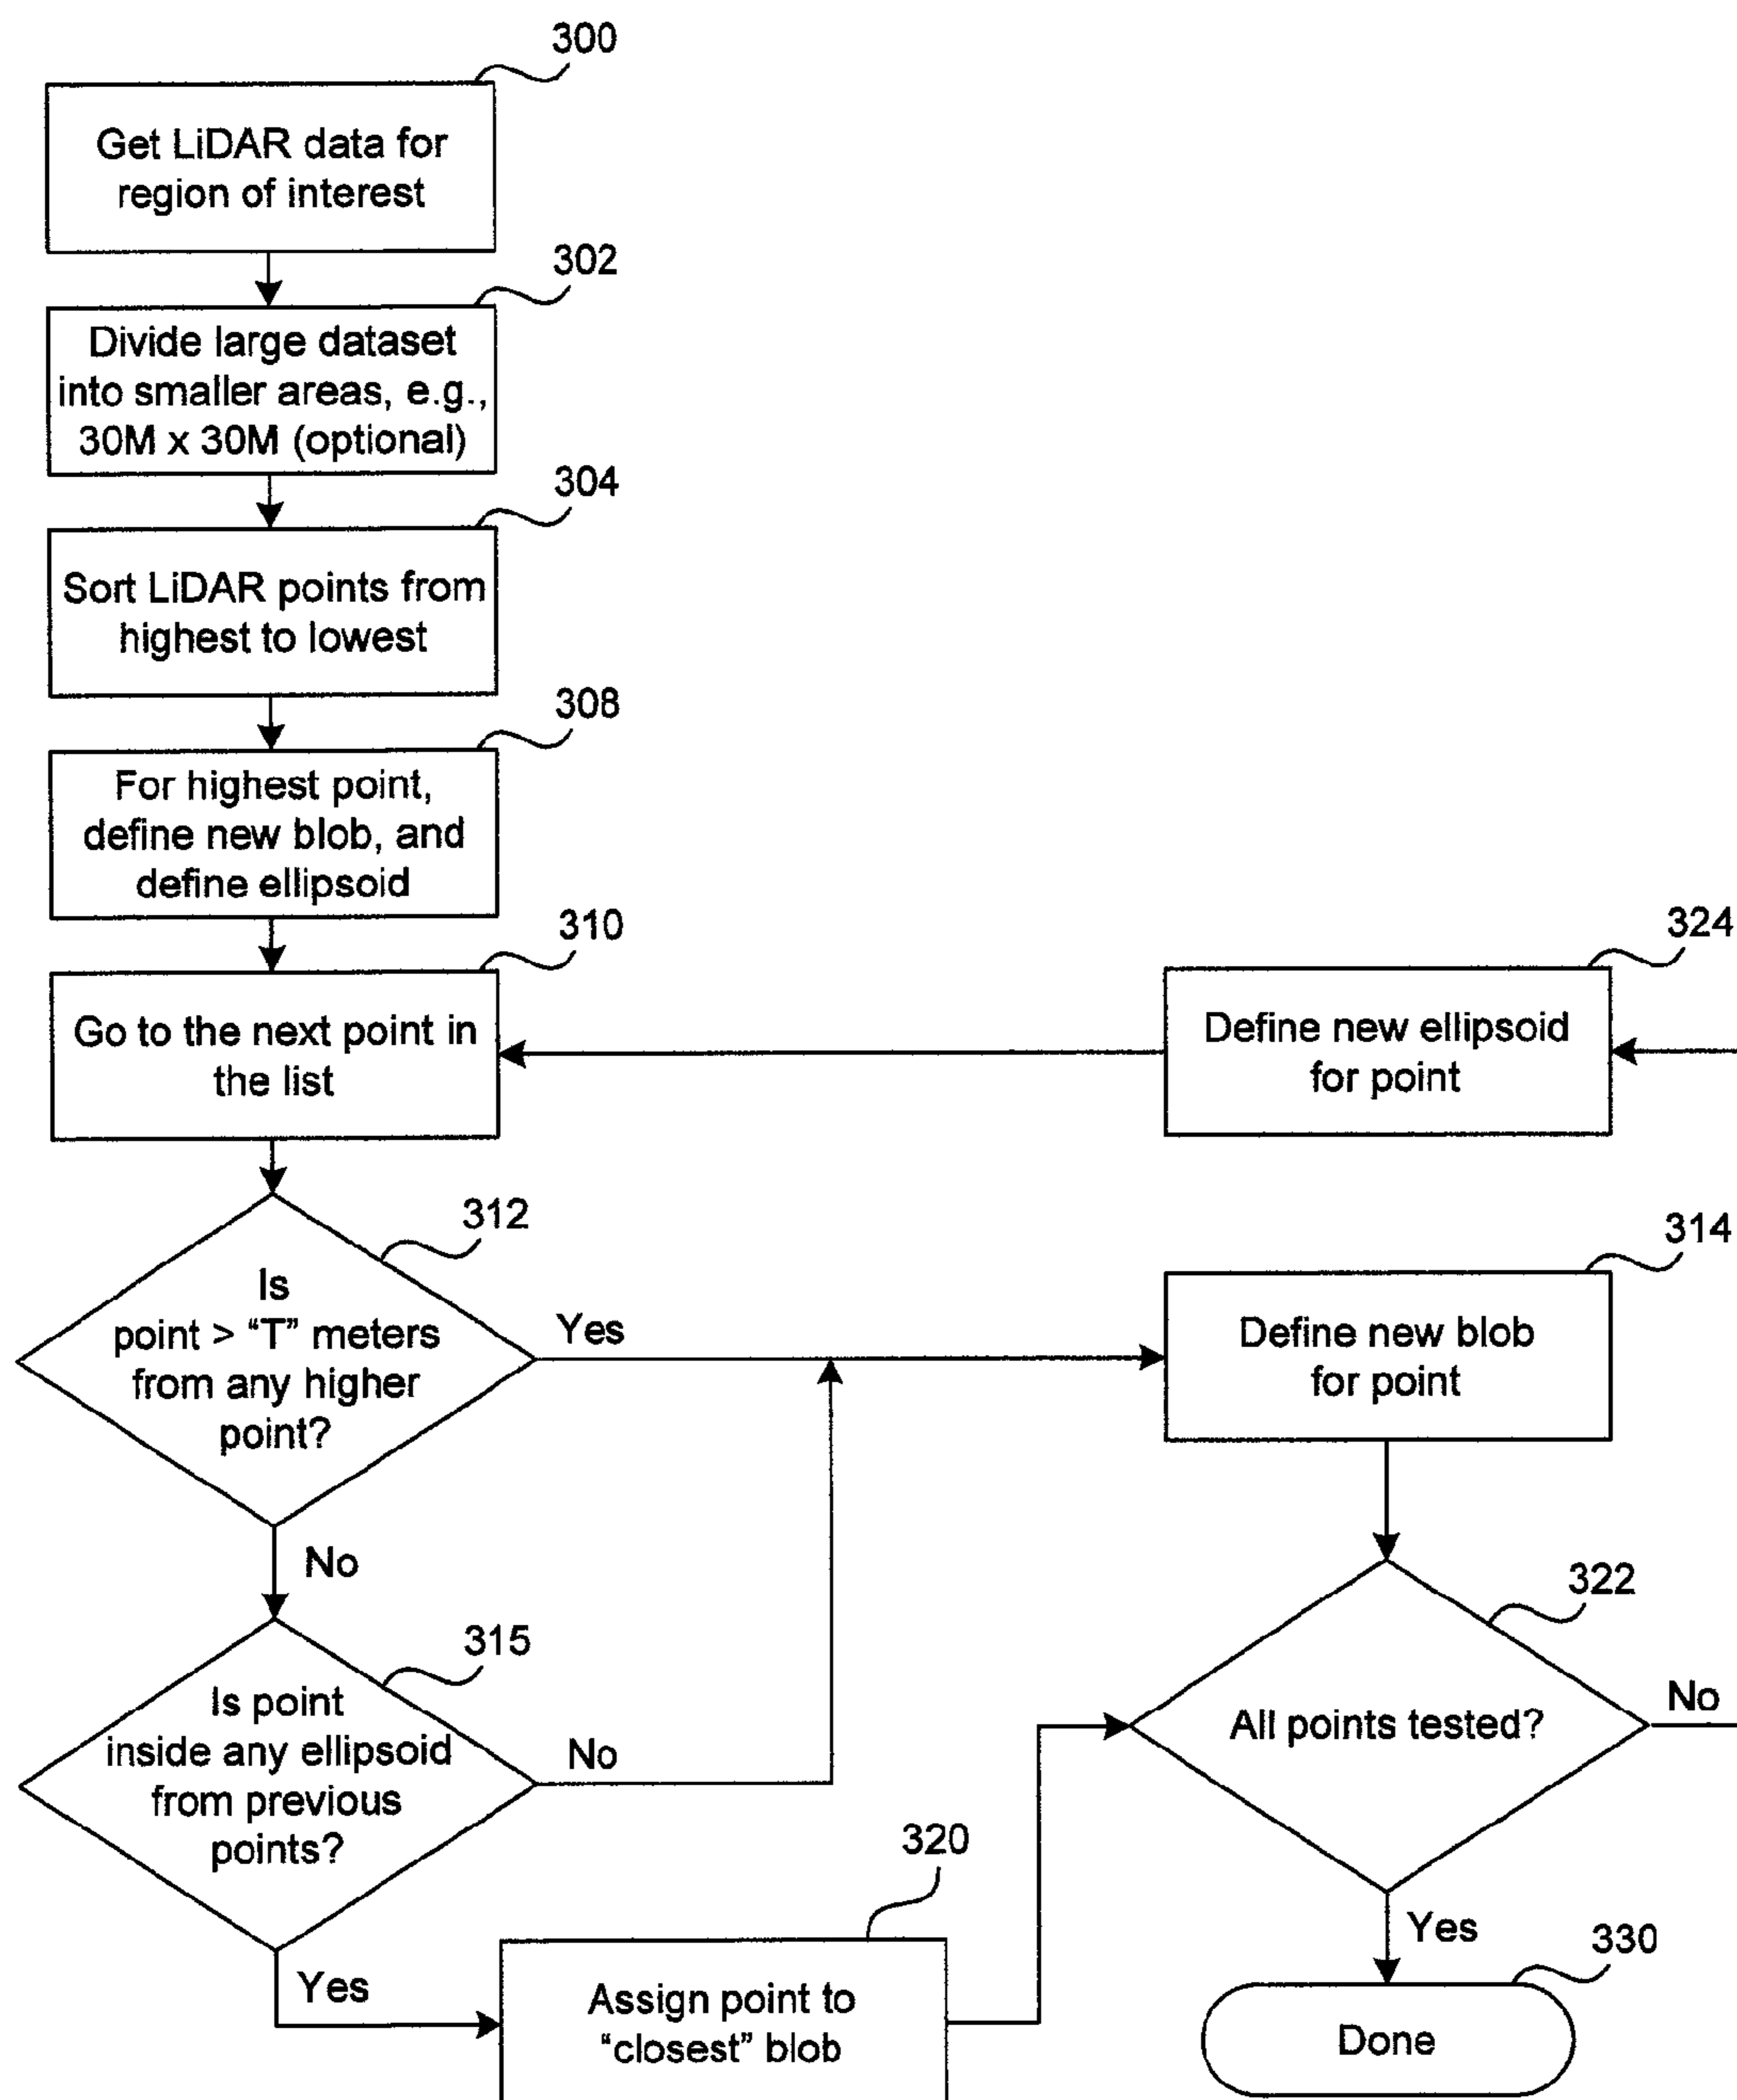 300
Get LiDAR data for
region of interest
302
Divide large dataset
into smaller areas, e.g.,
30M x 30M (optional)
304
Sort LiDAR points from
highest to lowest
308
For highest point,
define new blob, and
define ellipsoid
310
Go to the next point in
the list
324
Define new ellipsoid
for point
312
Is
point > “T” meters
from any higher
point?
Yes
No
314
Define new blob
for point
315
Is point
inside any ellipsoid
from previous
points?
No
Yes
320
Assign point to
“closest” blob
322
All points tested?
No
Yes
330
Done